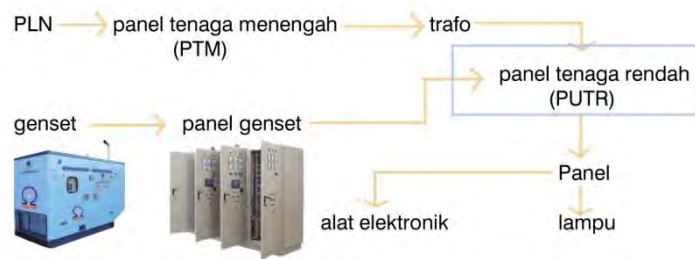 PLN
panel tenaga menengah
(PTM)
trafo
panel tenaga rendah
(PUTR)
genset
panel genset
Panel
alat elektronik
lampu